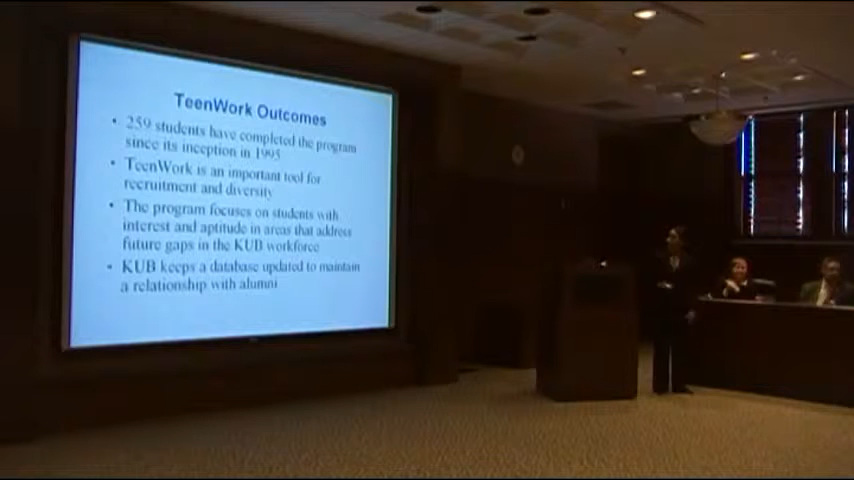 TeenWork Outcomes
• 259 students have completed the program
since its inception in 1995
• TeenWork is an important tool for
recruitment and diversity
• The program focuses on students with
interest and aptitude in areas that address
future gaps in the KUB workforce
• KUB keeps a database updated to maintain
a relationship with alumni